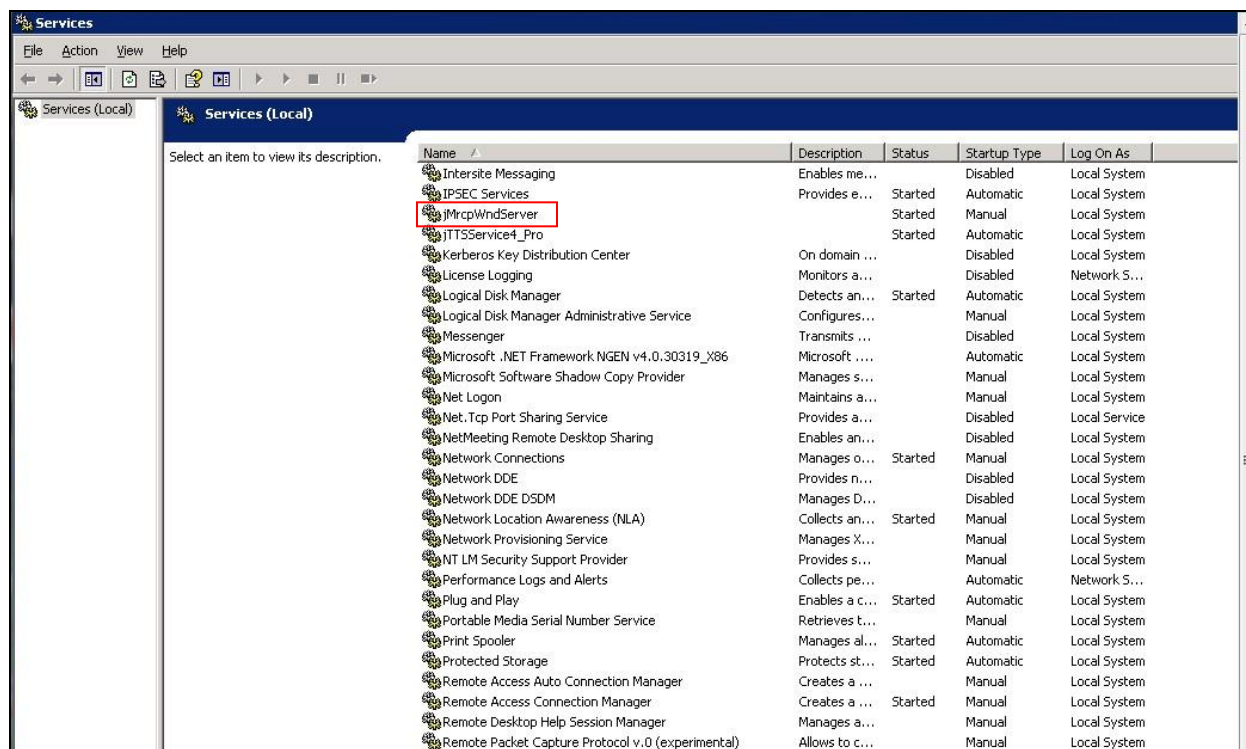 Services
File Action View Help
Services (Local)
Services (Local)
Select an item to view its description.
Name Description Status Startup Type Log On As
Intersite Messaging Enables me... Disabled Local System
IPSEC Services Provides e... Started Automatic Local System
jMrcpWndServer Started Manual Local System
jTTSService4_Pro Started Automatic Local System
Kerberos Key Distribution Center On domain ... Disabled Local System
License Logging Monitors a... Disabled Network S...
Logical Disk Manager Detects an... Started Automatic Local System
Logical Disk Manager Administrative Service Configures... Manual Local System
Messenger Transmits ... Disabled Local System
Microsoft .NET Framework NGEN v4.0.30319_X86 Microsoft .... Automatic Local System
Microsoft Software Shadow Copy Provider Manages s... Manual Local System
Net Logon Maintains a... Manual Local System
Net.Tcp Port Sharing Service Provides a... Disabled Local Service
NetMeeting Remote Desktop Sharing Enables an... Disabled Local System
Network Connections Manages o... Started Manual Local System
Network DDE Provides n... Disabled Local System
Network DDE DSDM Manages D... Disabled Local System
Network Location Awareness (NLA) Collects an... Started Manual Local System
Network Provisioning Service Manages X... Manual Local System
NT LM Security Support Provider Provides s... Manual Local System
Performance Logs and Alerts Collects pe... Automatic Network S...
Plug and Play Enables a c... Started Automatic Local System
Portable Media Serial Number Service Retrieves t... Manual Local System
Print Spooler Manages al... Started Automatic Local System
Protected Storage Protects st... Started Automatic Local System
Remote Access Auto Connection Manager Creates a ... Manual Local System
Remote Access Connection Manager Creates a ... Started Manual Local System
Remote Desktop Help Session Manager Manages a... Manual Local System
Remote Packet Capture Protocol v.0 (experimental) Allows to c... Manual Local System